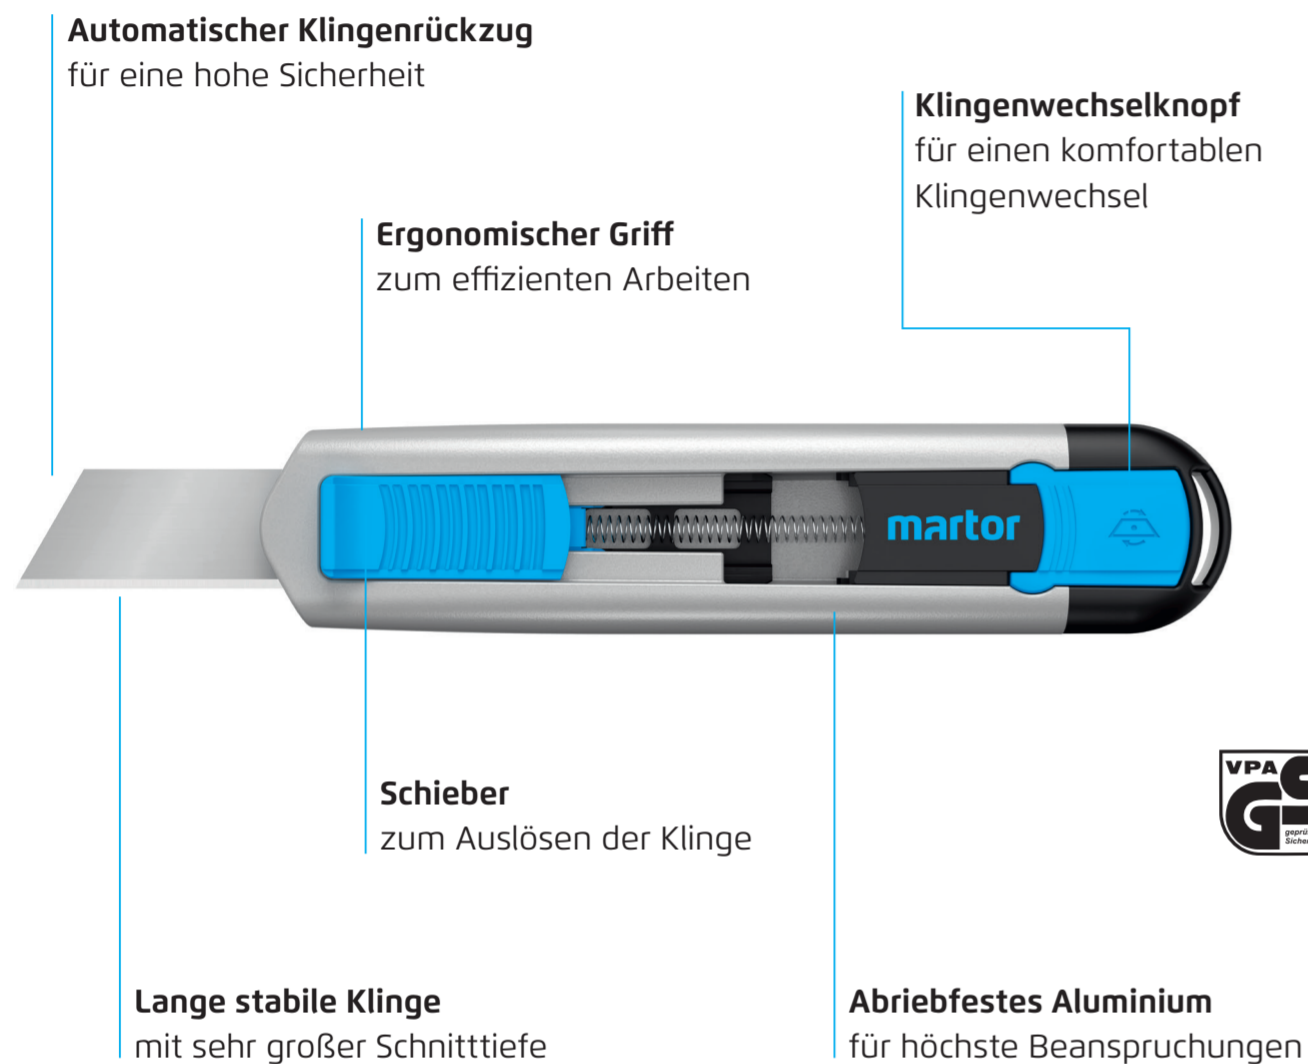 Automatischer Klingenrückzug
für eine hohe Sicherheit
Klingenwechselknopf
für einen komfortablen
Klingenwechsel
Ergonomischer Griff
zum effizienten Arbeiten
martor
VPA
GS
Schieber
zum Auslösen der Klinge
Lange stabile Klinge
mit sehr großer Schnitttiefe
Abriebfestes Aluminium
für höchste Beanspruchungen